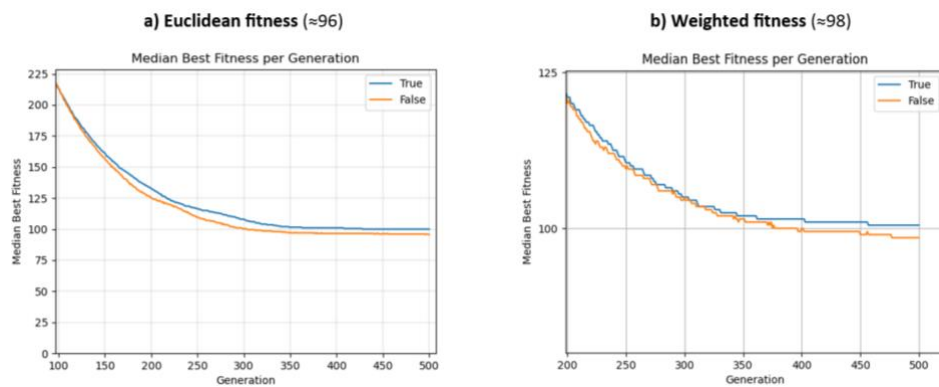 a) Euclidean fitness (≈96)
Median Best Fitness per Generation
True
False
225
200
175
150
125
100
75
50
25
0
Median Best Fitness
100 150 200 250 300 350 400 450 500
Generation
b) Weighted fitness (≈98)
Median Best Fitness per Generation
True
False
125
100
Median Best Fitness
200 250 300 350 400 450 500
Generation